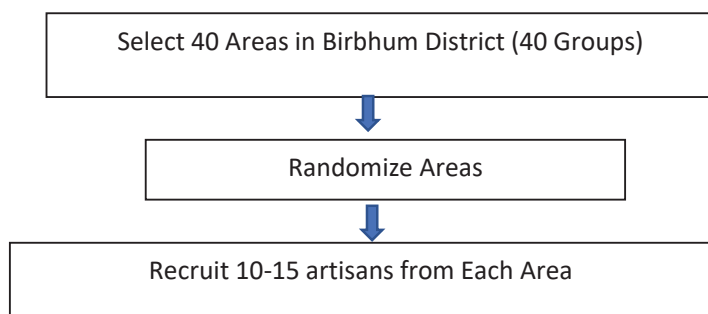 Select 40 Areas in Birbhum District (40 Groups)
Randomize Areas
Recruit 10-15 artisans from Each Area